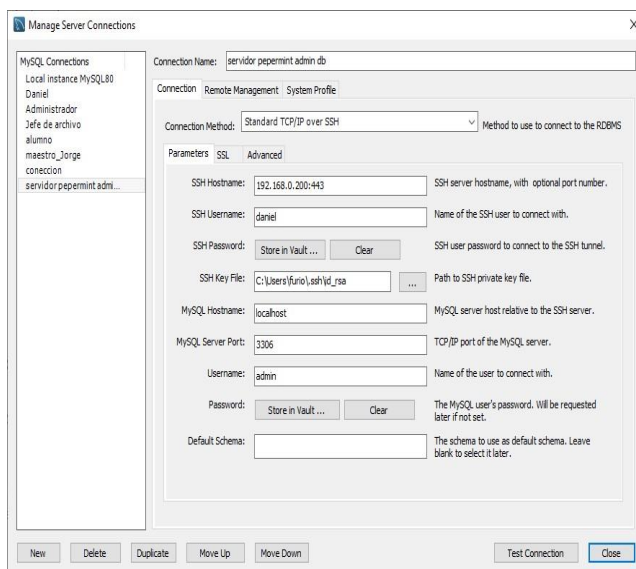 Manage Server Connections
X
MySQL Connections
Local instance MySQL80
Daniel
Administrador
Jefe de archivo
alumno
maestro_Jorge
coneccion
servidor pepermint admi...
Connection Name: servidor pepermint admin db
Connection Remote Management System Profile
Connection Method: Standard TCP/IP over SSH Method to use to connect to the RDBMS
Parameters SSL Advanced
SSH Hostname: 192.168.0.200:443 SSH server hostname, with optional port number.
SSH Username: daniel Name of the SSH user to connect with.
SSH Password: Store in Vault ... Clear SSH user password to connect to the SSH tunnel.
SSH Key File: C:\Users\furio\.ssh\id_rsa ... Path to SSH private key file.
MySQL Hostname: localhost MySQL server host relative to the SSH server.
MySQL Server Port: 3306 TCP/IP port of the MySQL server.
Username: admin Name of the user to connect with.
Password: Store in Vault ... Clear The MySQL user's password. Will be requested
later if not set.
Default Schema: The schema to use as default schema. Leave
blank to select it later.
New Delete Duplicate Move Up Move Down Test Connection Close